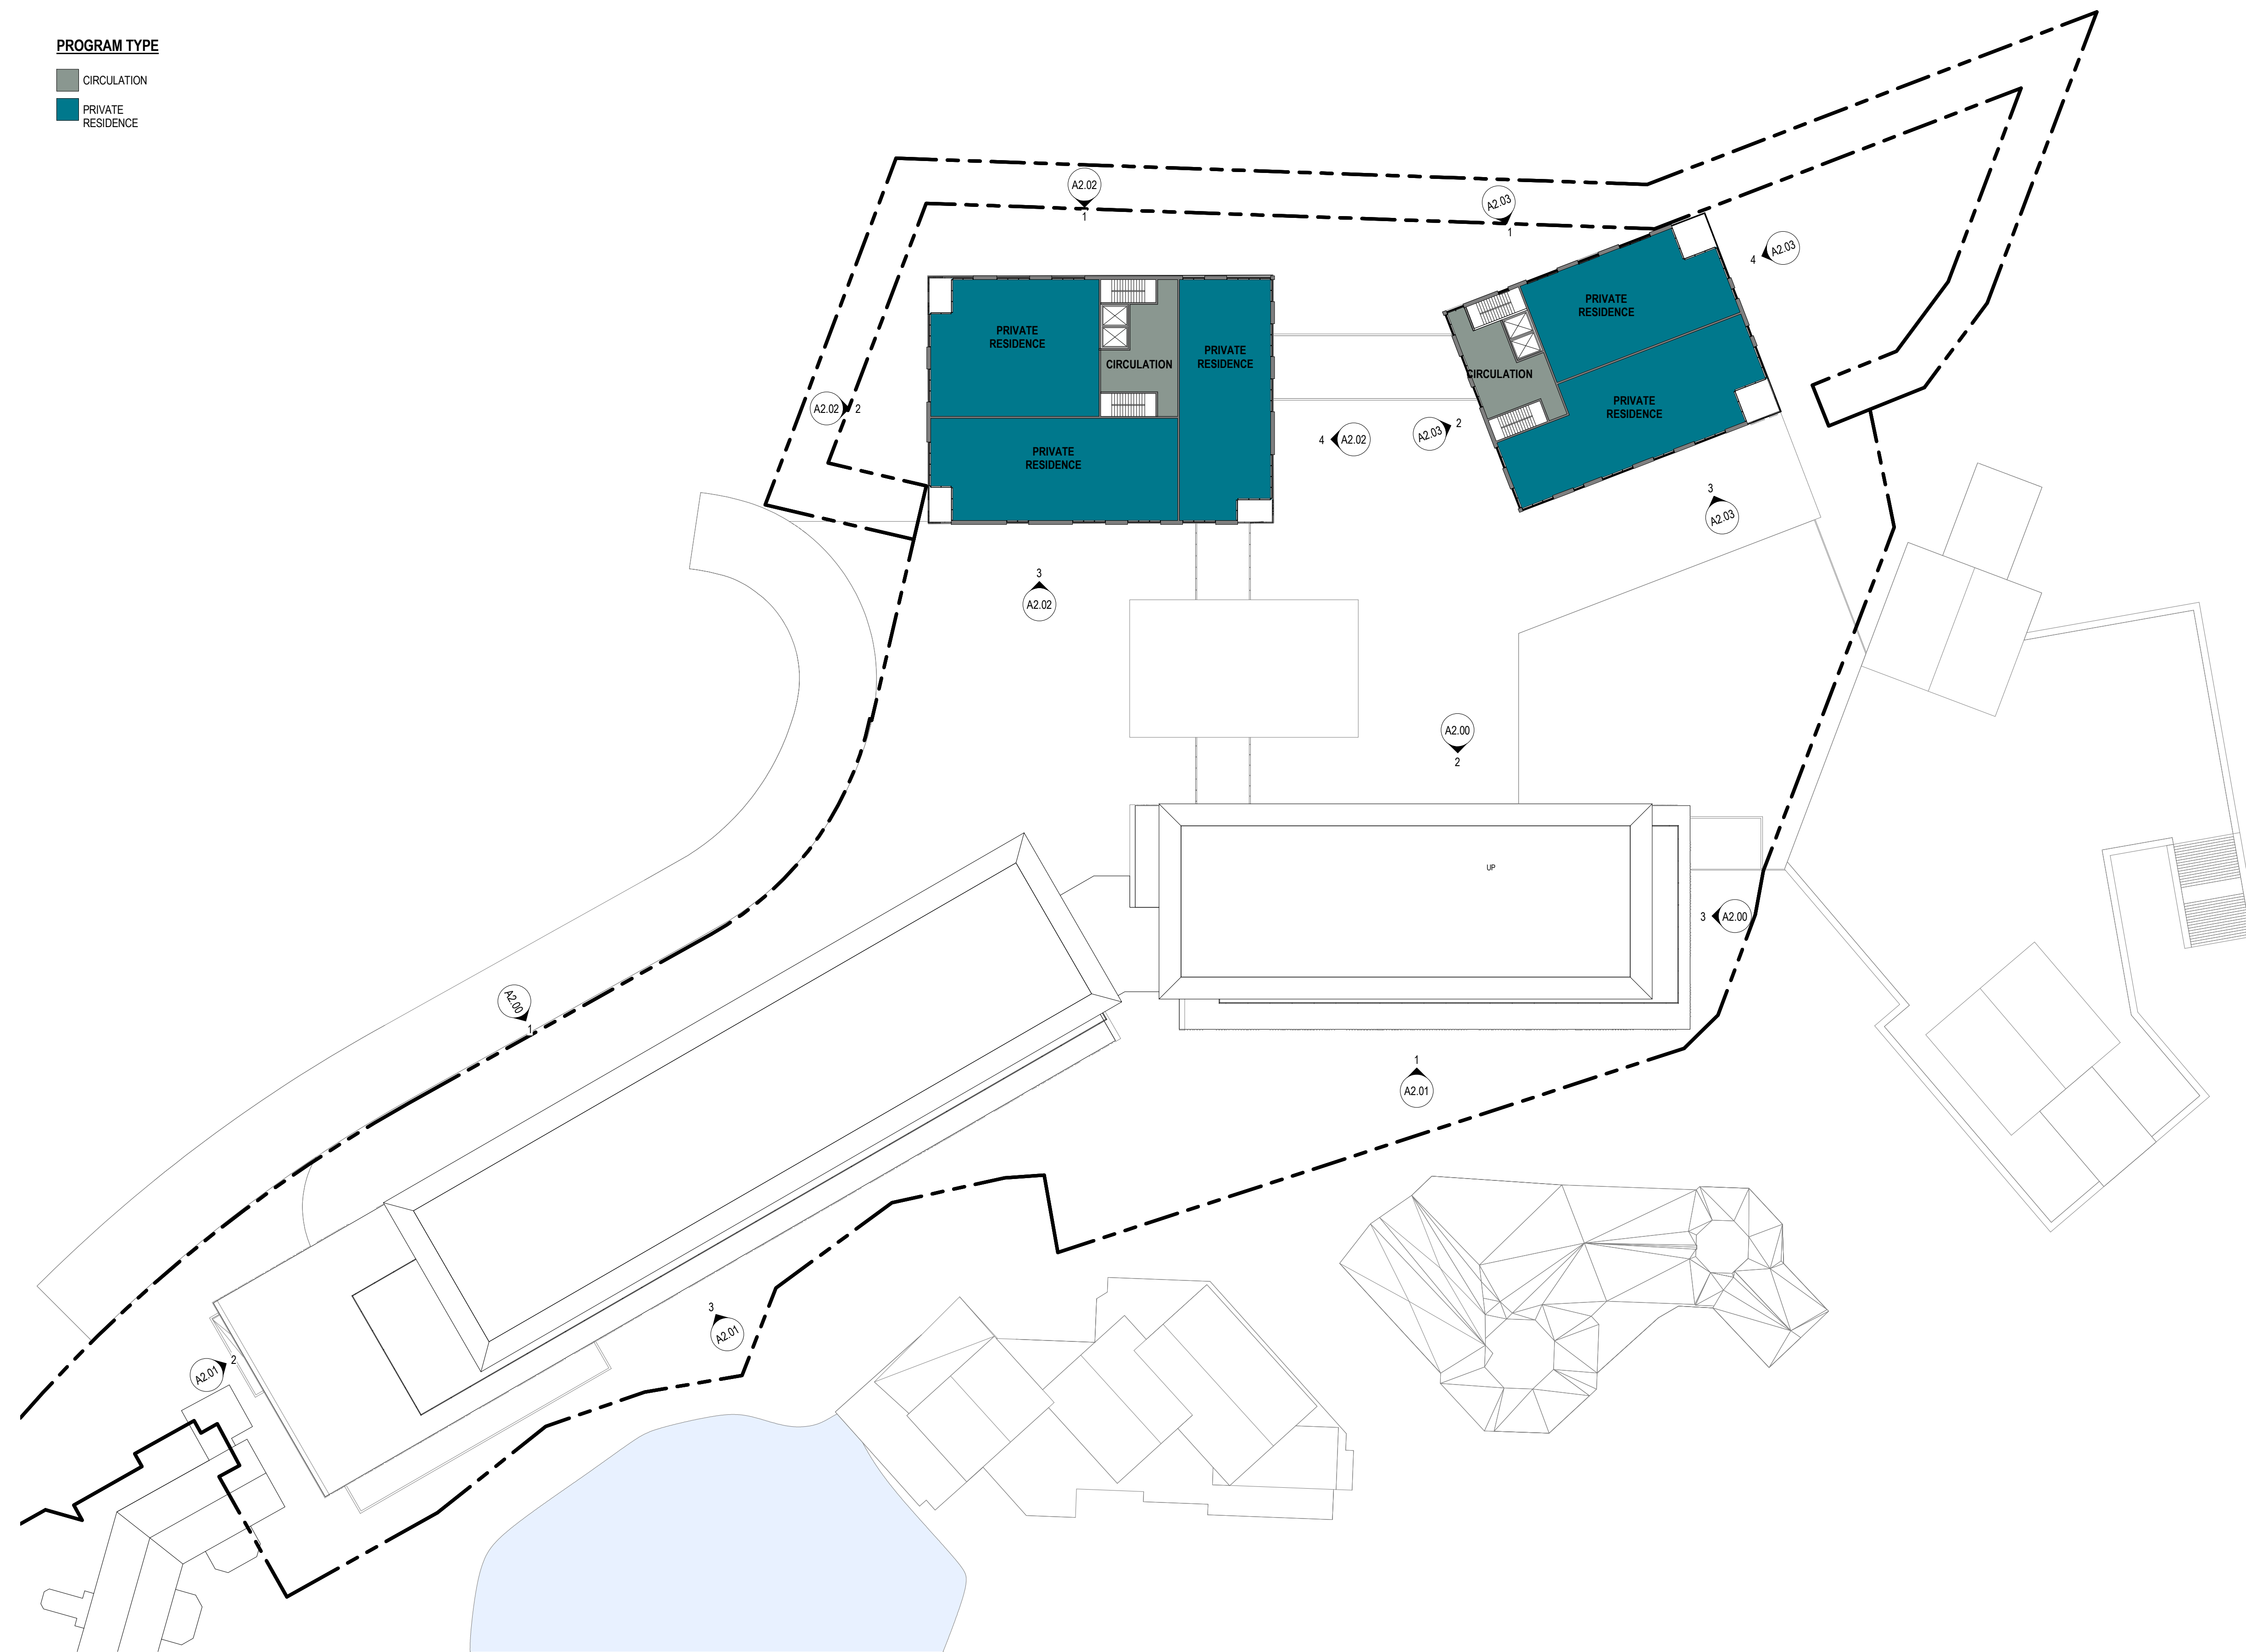 PROGRAM TYPE
CIRCULATION
PRIVATE
RESIDENCE
A2.02
1
A2.03
1
A2.03
4
PRIVATE
RESIDENCE
PRIVATE
RESIDENCE
PRIVATE
RESIDENCE
CIRCULATION
CIRCULATION
PRIVATE
RESIDENCE
A2.02
2
4
A2.02
A2.03
2
PRIVATE
RESIDENCE
3
A2.03
3
A2.02
A2.00
2
UP
3
A2.00
A2.00
1
1
A2.01
3
A2.01
2
A2.01